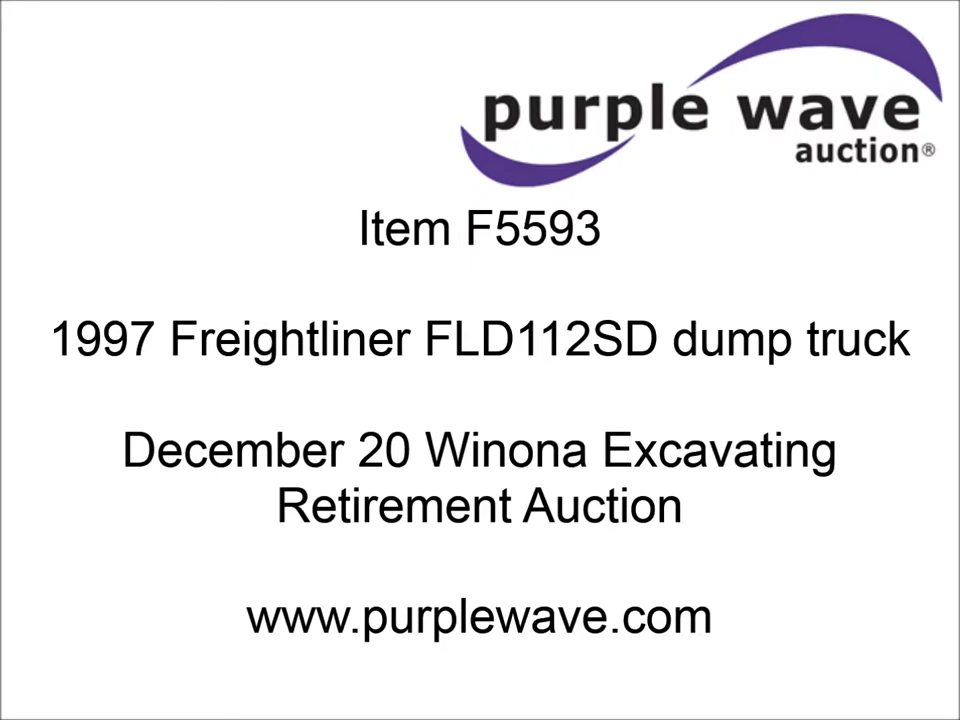 purple wave
auction®
Item F5593
1997 Freightliner FLD112SD dump truck
December 20 Winona Excavating
Retirement Auction
www.purplewave.com